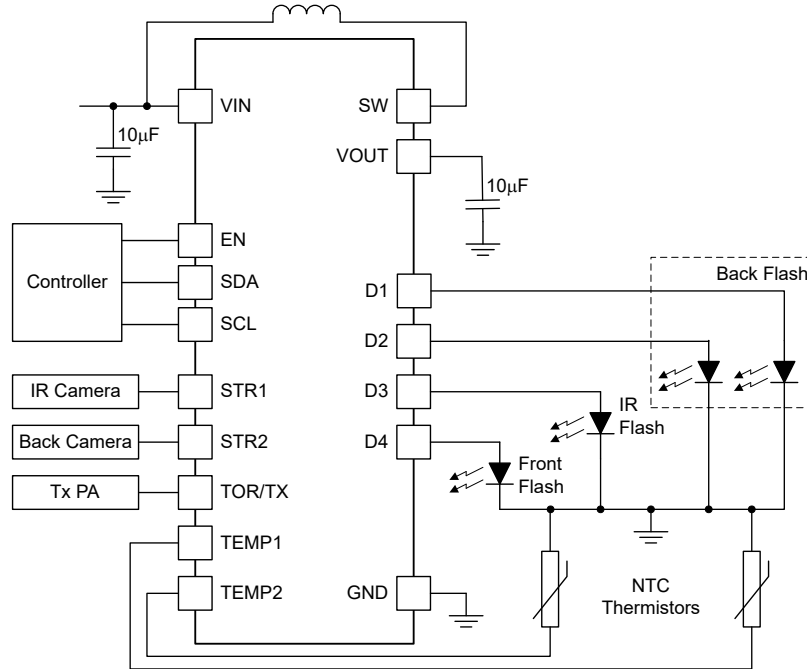 VIN
SW
10μF
VOUT
10μF
EN
Controller
SDA
SCL
D1
Back Flash
D2
IR Camera
STR1
D3
IR
Flash
Back Camera
STR2
D4
Front
Flash
Tx PA
TOR/TX
TEMP1
TEMP2
GND
NTC
Thermistors